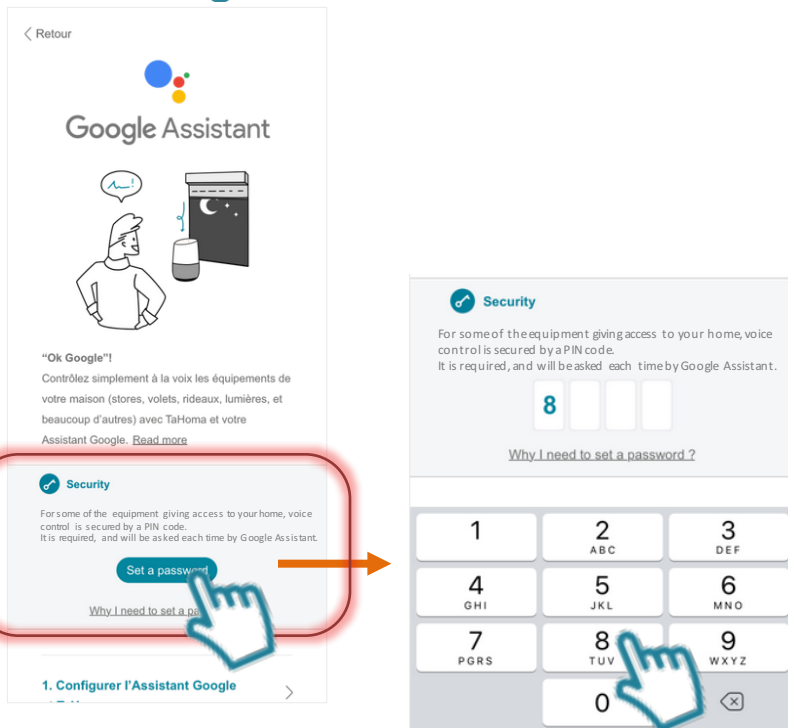 Retour
Google Assistant
“Ok Google”!
Contrôlez simplement à la voix les équipements de
votre maison (stores, volets, rideaux, lumières, et
beaucoup d’autres) avec TaHoma et votre
Assistant Google. Read more
Security
For some of the equipment giving access to your home, voice
control is secured by a PIN code.
It is required, and will be asked each time by Google Assistant.
Set a password
Why I need to set a
1. Configurer l’Assistant Google
Security
For some of the equipment giving access to your home, voice
control is secured by a PIN code.
It is required, and will be asked each time by Google Assistant.
8
Why I need to set a password ?
1 2 3
ABC DEF
4 5 6
GHI JKL MNO
7 8 9
PGRS TUV WXYZ
0